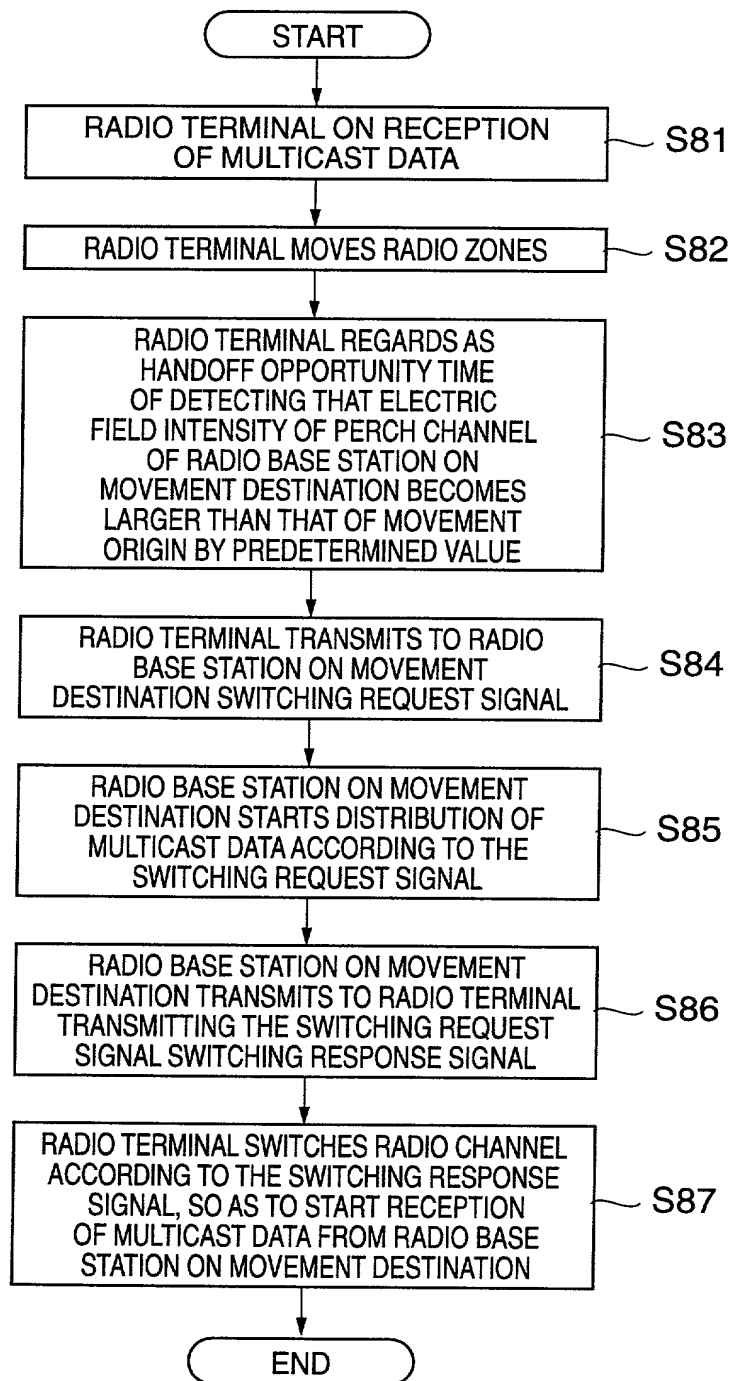 START
RADIO TERMINAL ON RECEPTION
OF MULTICAST DATA
S81
RADIO TERMINAL MOVES RADIO ZONES
S82
RADIO TERMINAL REGARDS AS
HANDOFF OPPORTUNITY TIME
OF DETECTING THAT ELECTRIC
FIELD INTENSITY OF PERCH CHANNEL
OF RADIO BASE STATION ON
MOVEMENT DESTINATION BECOMES
LARGER THAN THAT OF MOVEMENT
ORIGIN BY PREDETERMINED VALUE
S83
RADIO TERMINAL TRANSMITS TO RADIO
BASE STATION ON MOVEMENT
DESTINATION SWITCHING REQUEST SIGNAL
S84
RADIO BASE STATION ON MOVEMENT
DESTINATION STARTS DISTRIBUTION OF
MULTICAST DATA ACCORDING TO THE
SWITCHING REQUEST SIGNAL
S85
RADIO BASE STATION ON MOVEMENT
DESTINATION TRANSMITS TO RADIO TERMINAL
TRANSMITTING THE SWITCHING REQUEST
SIGNAL SWITCHING RESPONSE SIGNAL
S86
RADIO TERMINAL SWITCHES RADIO CHANNEL
ACCORDING TO THE SWITCHING RESPONSE
SIGNAL, SO AS TO START RECEPTION
OF MULTICAST DATA FROM RADIO BASE
STATION ON MOVEMENT DESTINATION
S87
END